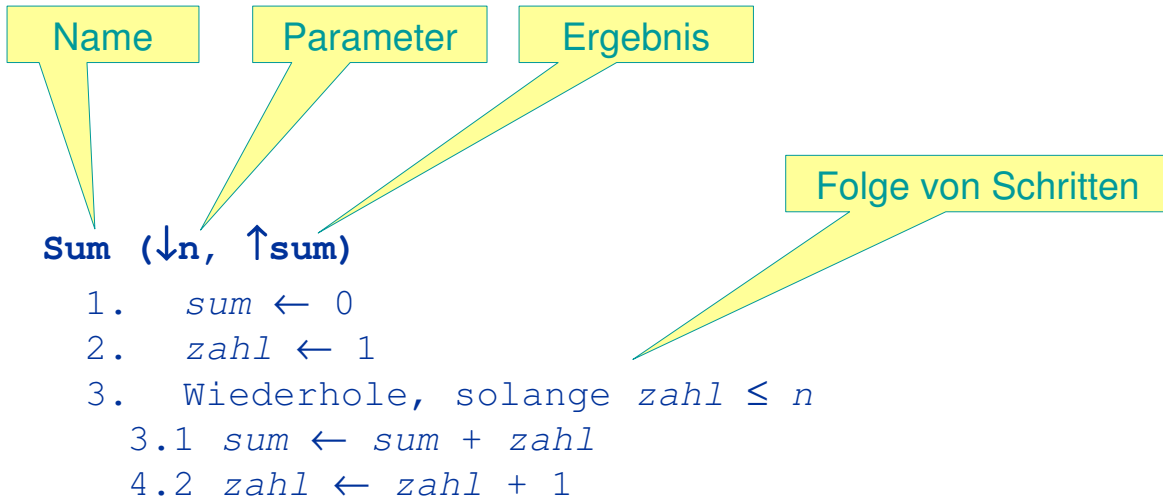 Name Parameter Ergebnis
Folge von Schritten
Sum (↓n, ↑sum)
1. sum ← 0
2. zahl ← 1
3. Wiederhole, solange zahl ≤ n
3.1 sum ← sum + zahl
4.2 zahl ← zahl + 1